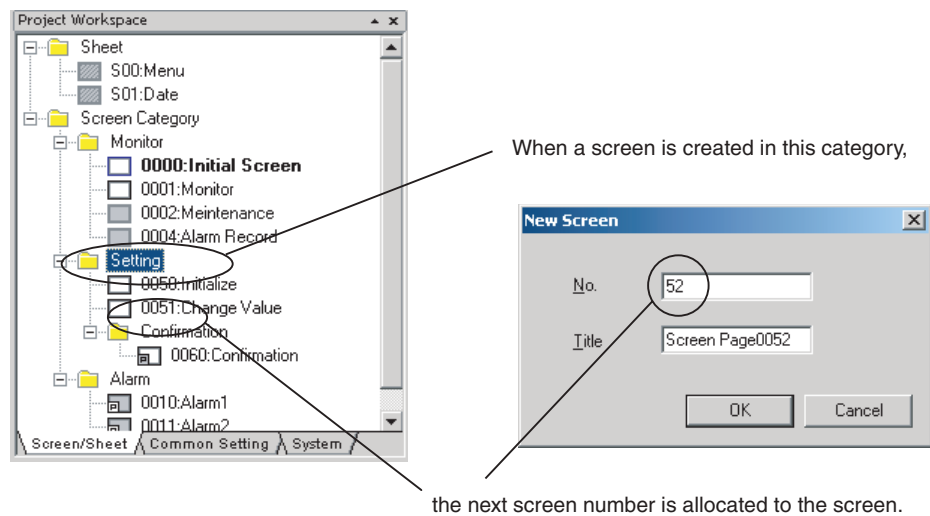 Project Workspace
Sheet
S00:Menu
S01:Date
Screen Category
Monitor
0000:Initial Screen
0001:Monitor
0002:Meintenance
0004:Alarm Record
Setting
0050:Initialize
0051:Change Value
Confirmation
0060:Confirmation
Alarm
0010:Alarm1
0011:Alarm2
Screen/Sheet Common Setting System
When a screen is created in this category,
New Screen
No. 52
Title Screen Page0052
OK Cancel
the next screen number is allocated to the screen.